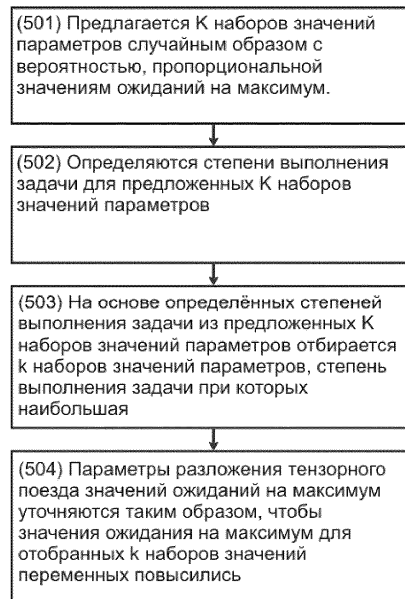 (501) Предлагается K наборов значений
параметров случайным образом с
вероятностью, пропорциональной
значениям ожиданий на максимум.
(502) Определяются степени выполнения
задачи для предложенных K наборов
значений параметров
(503) На основе определённых степеней
выполнения задачи из предложенных K
наборов значений параметров отбирается
k наборов значений параметров, степень
выполнения задачи при которых
наибольшая
(504) Параметры разложения тензорного
поезда значений ожиданий на максимум
уточняются таким образом, чтобы
значения ожидания на максимум для
отобранных k наборов значений
переменных повысились